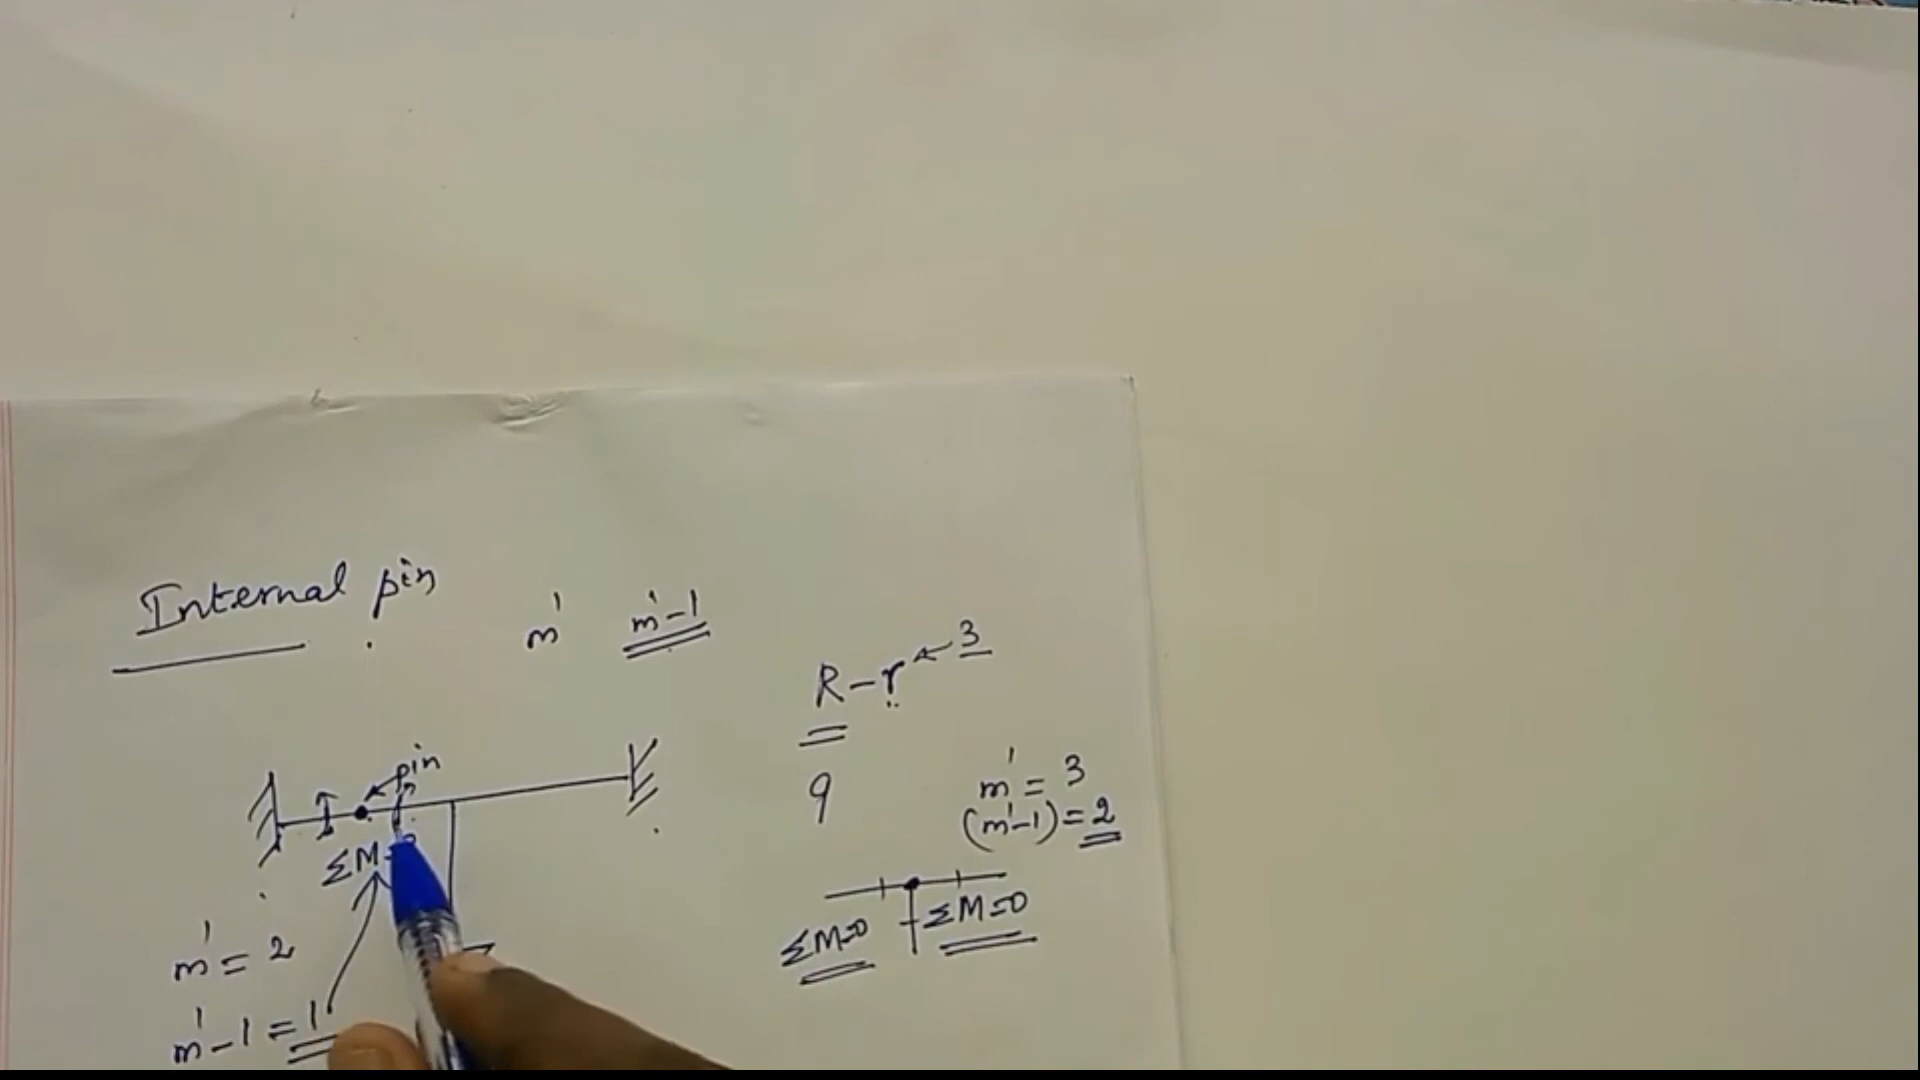 Internal pin
m' m'-1
R-r ← 3
9
pin
ΣM=
m' = 2
m'-1 = 1
m' = 3
(m'-1) = 2
ΣM=0 ΣM=0